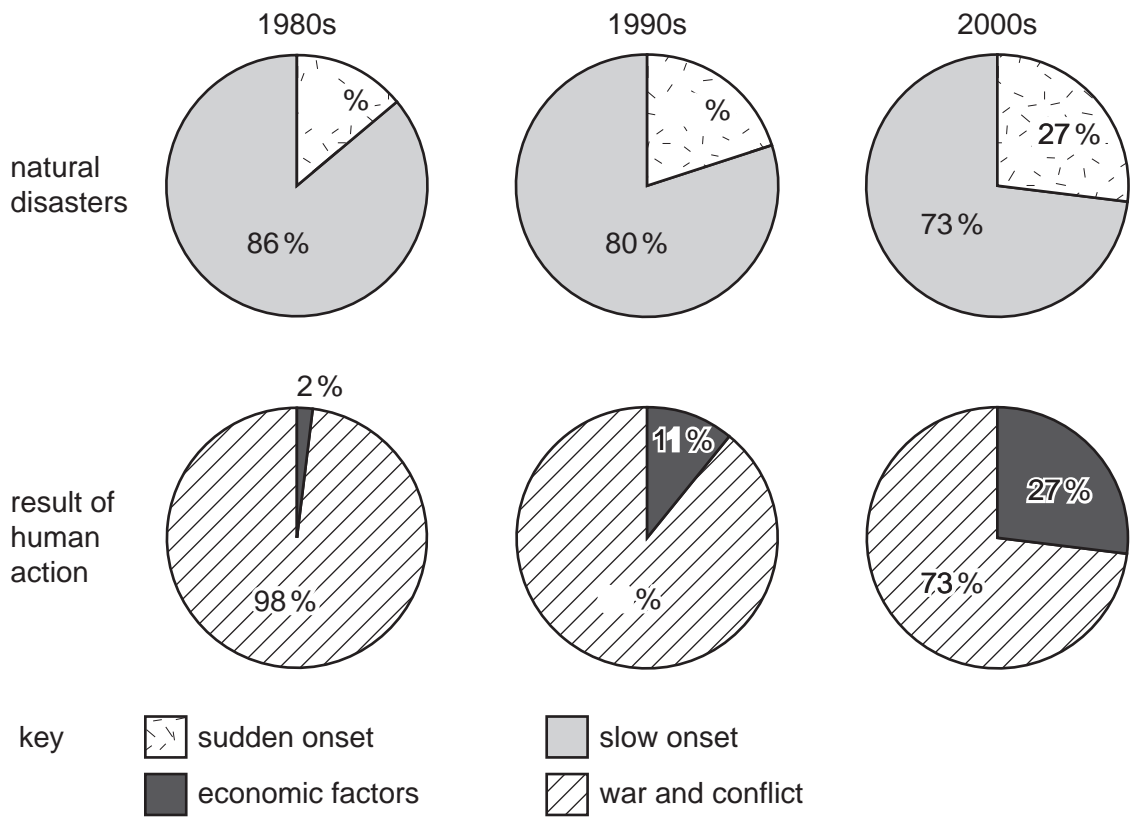 1980s
1990s
2000s
natural
disasters
%
86 %
%
80 %
27 %
73 %
result of
human
action
2 %
98 %
11 %
%
27 %
73 %
key
sudden onset
slow onset
economic factors
war and conflict